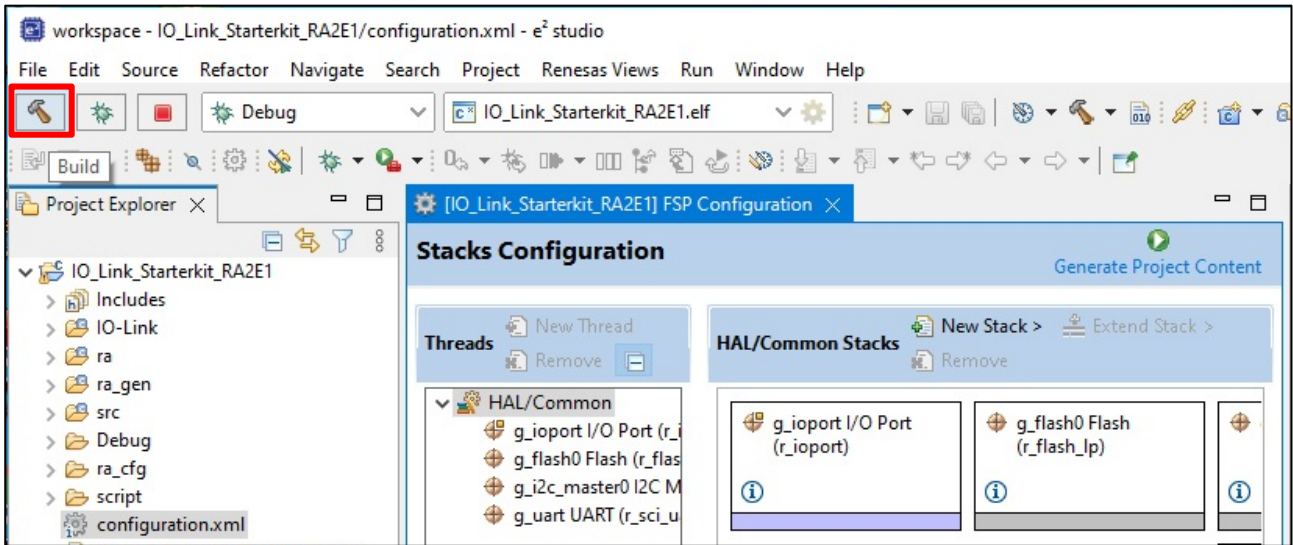 workspace - IO_Link_Starterkit_RA2E1/configuration.xml - e² studio
File Edit Source Refactor Navigate Search Project Renesas Views Run Window Help
Debug IO_Link_Starterkit_RA2E1.elf 010
Build
Project Explorer
[IO_Link_Starterkit_RA2E1] FSP Configuration
IO_Link_Starterkit_RA2E1
Includes
IO-Link
ra
ra_gen
src
Debug
ra_cfg
script
configuration.xml
Stacks Configuration
Generate Project Content
Threads
New Thread
Remove
HAL/Common
g_ioport I/O Port (r_i
g_flash0 Flash (r_flas
g_i2c_master0 I2C M
g_uart UART (r_sci_u
HAL/Common Stacks
New Stack >
Extend Stack >
Remove
g_ioport I/O Port
(r_ioport)
g_flash0 Flash
(r_flash_lp)